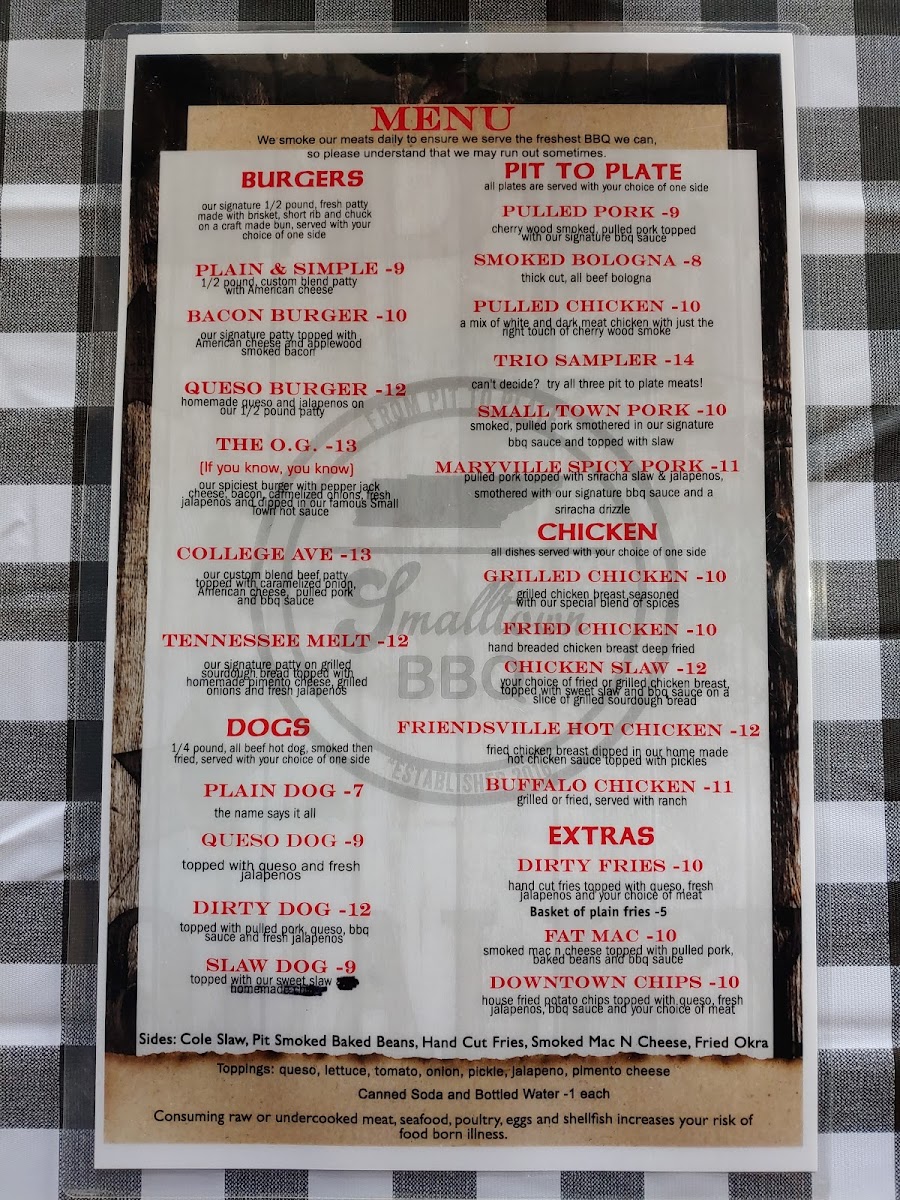 MENU
We smoke our meats daily to ensure we serve the freshest BBQ we can,
so please understand that we may run out sometimes.
BURGERS
our signature 1/2 pound, fresh patty
made with brisket, short rib and chuck
on a craft made bun, served with your
choice of one side
PLAIN & SIMPLE -9
1/2 pound, custom blend patty
with American cheese
BACON BURGER -10
our signature patty topped with
American cheese and applewood
smoked bacon
QUESO BURGER -12
homemade queso and jalapenos on
our 1/2 pound patty
THE O.G. -13
(If you know, you know)
our spiciest burger with pepper jack
cheese, bacon, carmelized onions, fresh
jalapenos and dipped in our famous Small
Town hot sauce
COLLEGE AVE -13
our custom blend beef patty
topped with caramelized onion,
American cheese, pulled pork
and bbq sauce
TENNESSEE MELT -12
our signature patty on grilled
sourdough bread topped with
homemade pimento cheese, grilled
onions and fresh jalapenos
DOGS
1/4 pound, all beef hot dog, smoked then
fried, served with your choice of one side
PLAIN DOG -7
the name says it all
QUESO DOG -9
topped with queso and fresh
jalapenos
DIRTY DOG -12
topped with pulled pork, queso, bbq
sauce and fresh jalapenos
SLAW DOG -9
topped with our sweet slaw
homemade
PIT TO PLATE
all plates are served with your choice of one side
PULLED PORK -9
cherry wood smoked, pulled pork topped
with our signature bbq sauce
SMOKED BOLOGNA -8
thick cut, all beef bologna
PULLED CHICKEN -10
a mix of white and dark meat chicken with just the
right touch of cherry wood smoke
TRIO SAMPLER -14
can't decide? try all three pit to plate meats!
SMALL TOWN PORK -10
smoked, pulled pork smothered in our signature
bbq sauce and topped with slaw
MARYVILLE SPICY PORK -11
pulled pork topped with sriracha slaw & jalapenos,
smothered with our signature bbq sauce and a
sriracha drizzle
CHICKEN
all dishes served with your choice of one side
GRILLED CHICKEN -10
grilled chicken breast seasoned
with our special blend of spices
FRIED CHICKEN -10
hand breaded chicken breast deep fried
CHICKEN SLAW -12
your choice of fried or grilled chicken breast,
topped with sweet slaw and bbq sauce on a
slice of grilled sourdough bread
FRIENDSVILLE HOT CHICKEN -12
fried chicken breast dipped in our home made
hot chicken sauce topped with pickles
BUFFALO CHICKEN -11
grilled or fried, served with ranch
EXTRAS
DIRTY FRIES -10
hand cut fries topped with queso, fresh
jalapenos and your choice of meat
Basket of plain fries -5
FAT MAC -10
smoked mac n cheese topped with pulled pork,
baked beans and bbq sauce
DOWNTOWN CHIPS -10
house fried potato chips topped with queso, fresh
jalapenos, bbq sauce and your choice of meat
FROM PIT TO
Smalltown
BBQ
ESTABLISHED
Sides: Cole Slaw, Pit Smoked Baked Beans, Hand Cut Fries, Smoked Mac N Cheese, Fried Okra
Toppings: queso, lettuce, tomato, onion, pickle, jalapeno, pimento cheese
Canned Soda and Bottled Water -1 each
Consuming raw or undercooked meat, seafood, poultry, eggs and shellfish increases your risk of
food born illness.